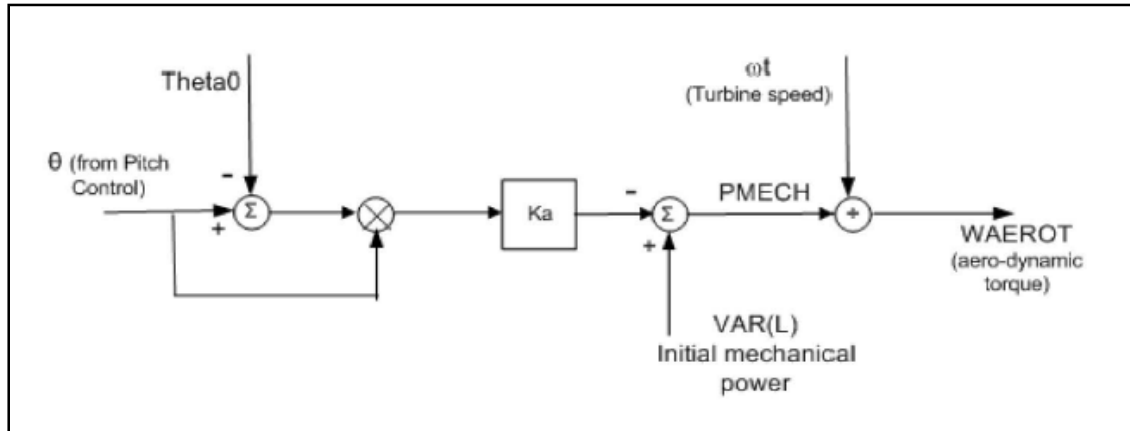 Theta0
ωt
(Turbine speed)
θ (from Pitch
Control)
-
Σ
+
Ka
-
Σ
+
PMECH
÷
WAEROT
(aero-dynamic
torque)
VAR(L)
Initial mechanical
power